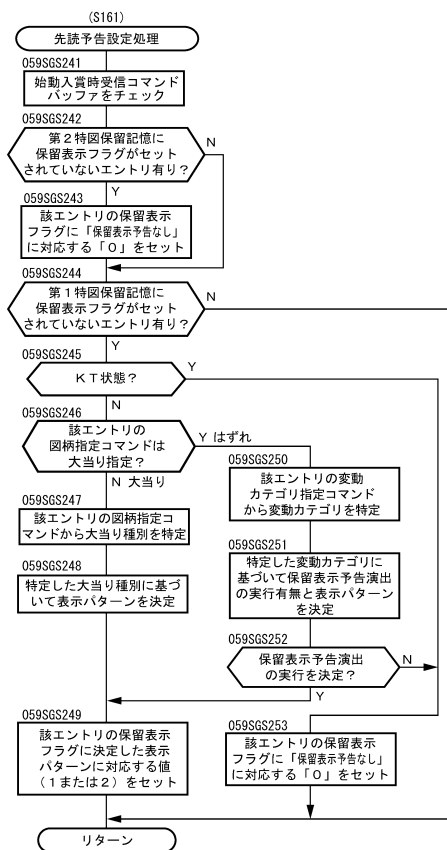 (S161)
先読予告設定処理
059SGS241
始動入賞時受信コマンド
バッファをチェック
059SGS242
第2特図保留記憶に
保留表示フラグがセット
されていないエントリ有り?
N
Y
059SGS243
該エントリの保留表示
フラグに「保留表示予告なし」
に対応する「0」をセット
059SGS244
第1特図保留記憶に
保留表示フラグがセット
されていないエントリ有り?
N
Y
059SGS245
KT状態?
Y
N
059SGS246
該エントリの
図柄指定コマンドは
大当り指定?
Y はずれ
N 大当り
059SGS247
該エントリの図柄指定コ
マンドから大当り種別を特定
059SGS248
特定した大当り種別に基づ
いて表示パターンを決定
059SGS250
該エントリの変動
カテゴリ指定コマンド
から変動カテゴリを特定
059SGS251
特定した変動カテゴリに
基づいて保留表示予告演出
の実行有無と表示パターン
を決定
059SGS252
保留表示予告演出
の実行を決定?
N
Y
059SGS249
該エントリの保留表示
フラグに決定した表示
パターンに対応する値
(1または2)をセット
059SGS253
該エントリの保留表示
フラグに「保留表示予告なし」
に対応する「0」をセット
リターン